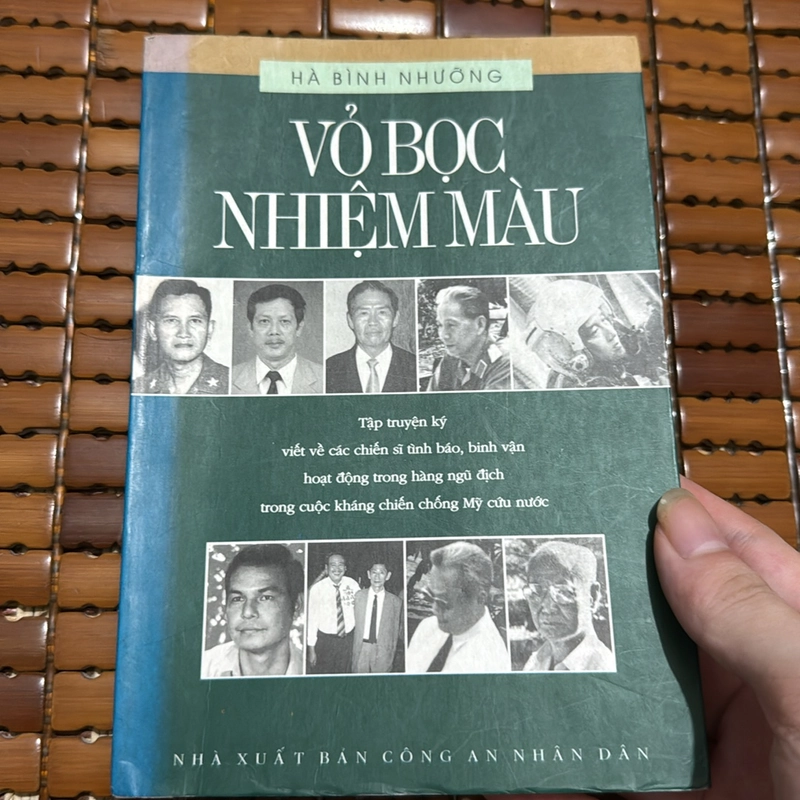 HÀ BÌNH NHƯỠNG
VỎ BỌC
NHIỆM MÀU
Tập truyện ký
viết về các chiến sĩ tình báo, binh vận
hoạt động trong hàng ngũ địch
trong cuộc kháng chiến chống Mỹ cứu nước
NHÀ XUẤT BẢN CÔNG AN NHÂN DÂN